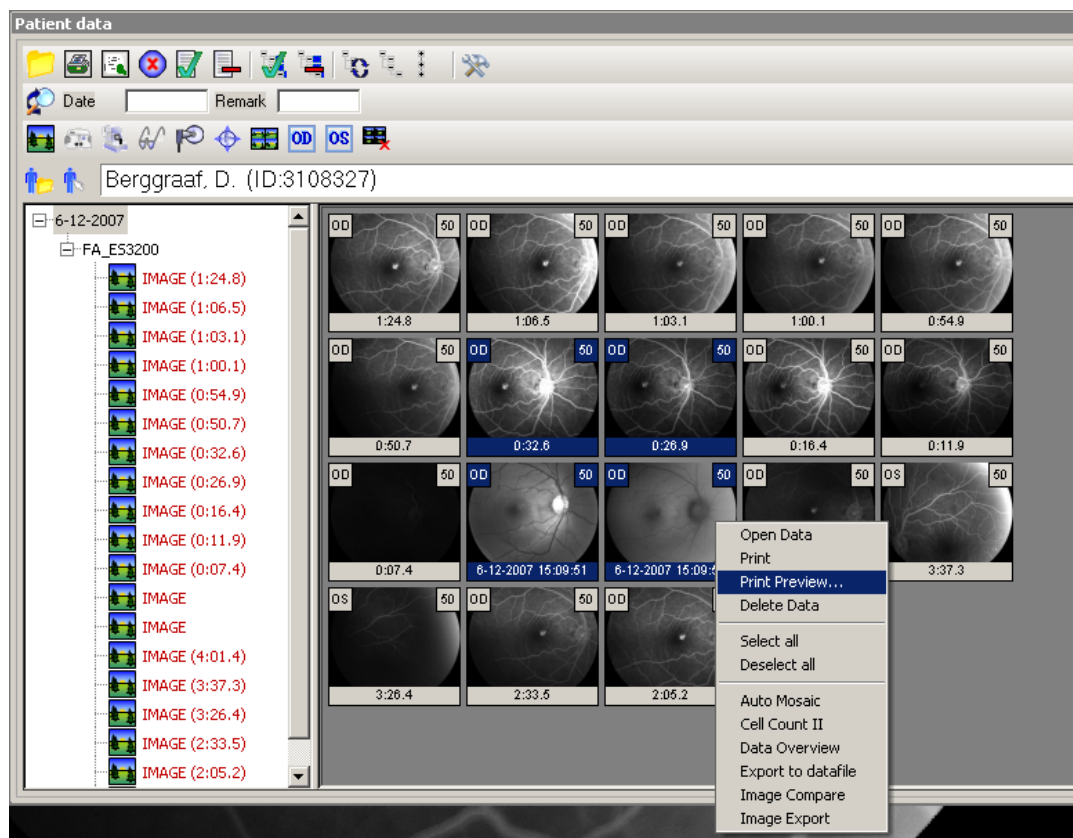 Patient data
Date Remark
OD OS
Berggraaf, D. (ID:3108327)
6-12-2007
FA_ES3200
IMAGE (1:24.8)
IMAGE (1:06.5)
IMAGE (1:03.1)
IMAGE (1:00.1)
IMAGE (0:54.9)
IMAGE (0:50.7)
IMAGE (0:32.6)
IMAGE (0:26.9)
IMAGE (0:16.4)
IMAGE (0:11.9)
IMAGE (0:07.4)
IMAGE
IMAGE
IMAGE (4:01.4)
IMAGE (3:37.3)
IMAGE (3:26.4)
IMAGE (2:33.5)
IMAGE (2:05.2)
OD 50 OD 50 OD 50 OD 50 OD 50
1:24.8 1:06.5 1:03.1 1:00.1 0:54.9
OD 50 OD 50 OD 50 OD 50 OD 50
0:50.7 0:32.6 0:26.9 0:16.4 0:11.9
OD 50 OD 50 OD 50 OD 50 OS 50
0:07.4 6-12-2007 15:09:51 6-12-2007 3:37.3
OS 50 OD 50 OD
3:26.4 2:33.5 2:05.2
Open Data
Print
Print Preview...
Delete Data
Select all
Deselect all
Auto Mosaic
Cell Count II
Data Overview
Export to datafile
Image Compare
Image Export